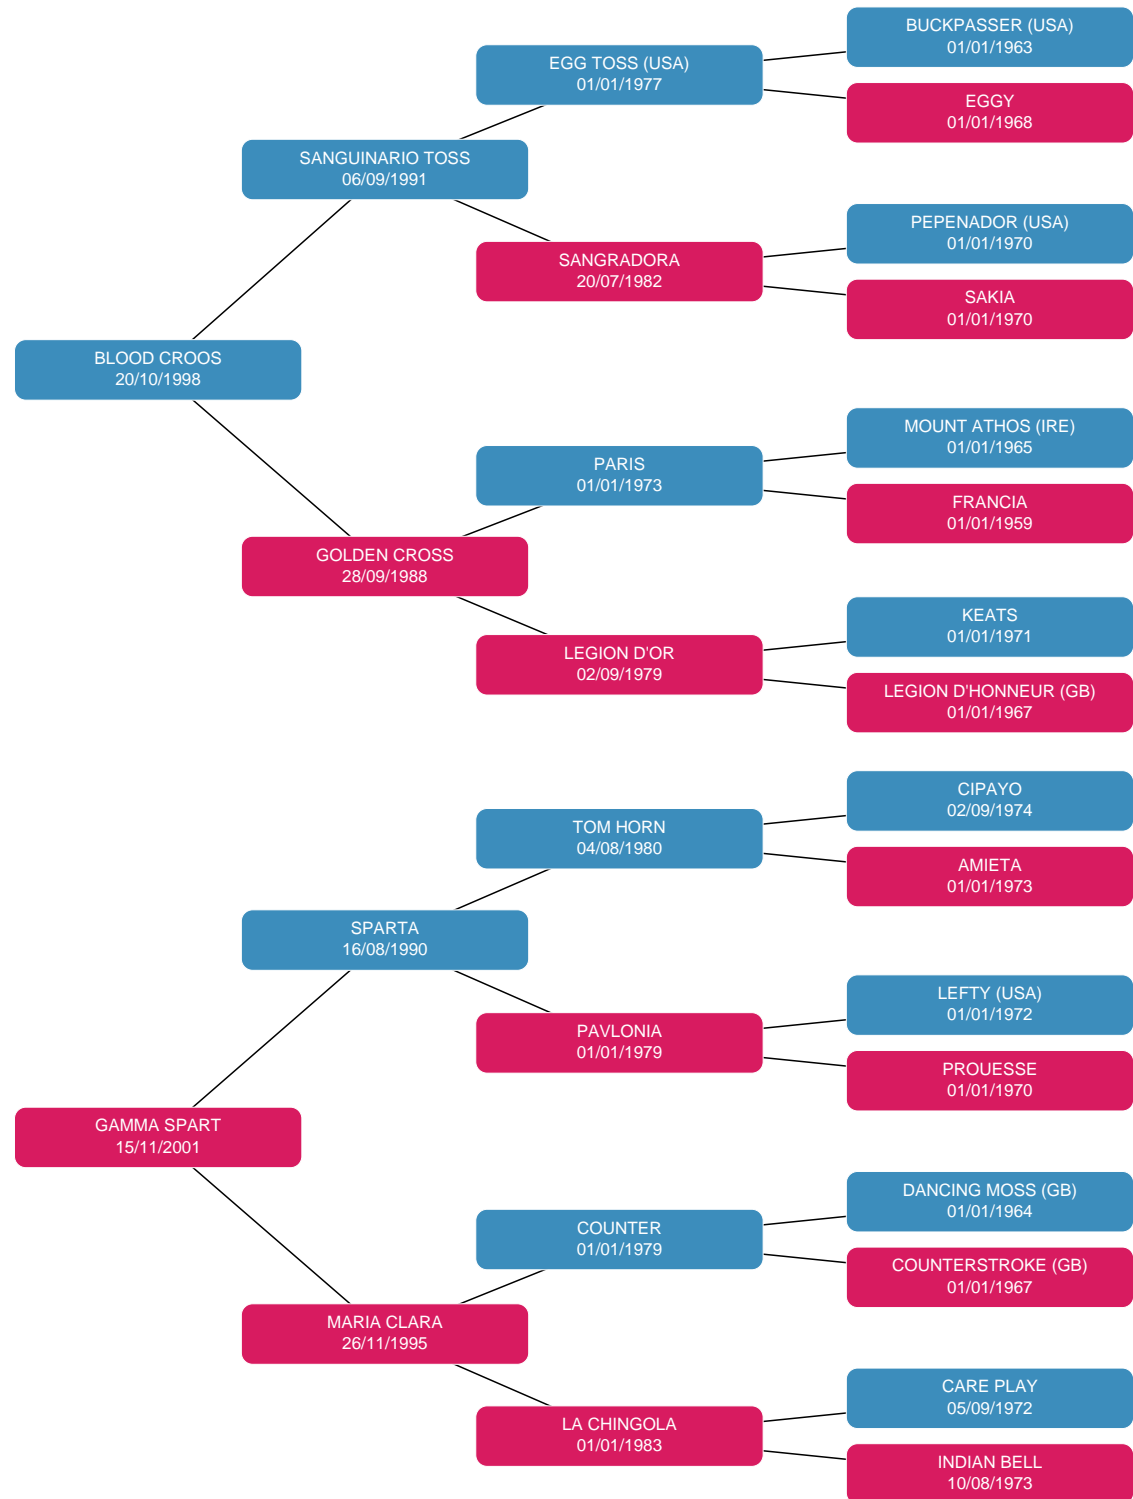 BUCKPASSER (USA)
01/01/1963
EGG TOSS (USA)
01/01/1977
EGGY
01/01/1968
SANGUINARIO TOSS
06/09/1991
PEPENADOR (USA)
01/01/1970
SANGRADORA
20/07/1982
SAKIA
01/01/1970
BLOOD CROOS
20/10/1998
MOUNT ATHOS (IRE)
01/01/1965
PARIS
01/01/1973
FRANCIA
01/01/1959
GOLDEN CROSS
28/09/1988
KEATS
01/01/1971
LEGION D'OR
02/09/1979
LEGION D'HONNEUR (GB)
01/01/1967
CIPAYO
02/09/1974
TOM HORN
04/08/1980
AMIETA
01/01/1973
SPARTA
16/08/1990
LEFTY (USA)
01/01/1972
PAVLONIA
01/01/1979
PROUESSE
01/01/1970
GAMMA SPART
15/11/2001
DANCING MOSS (GB)
01/01/1964
COUNTER
01/01/1979
COUNTERSTROKE (GB)
01/01/1967
MARIA CLARA
26/11/1995
CARE PLAY
05/09/1972
LA CHINGOLA
01/01/1983
INDIAN BELL
10/08/1973